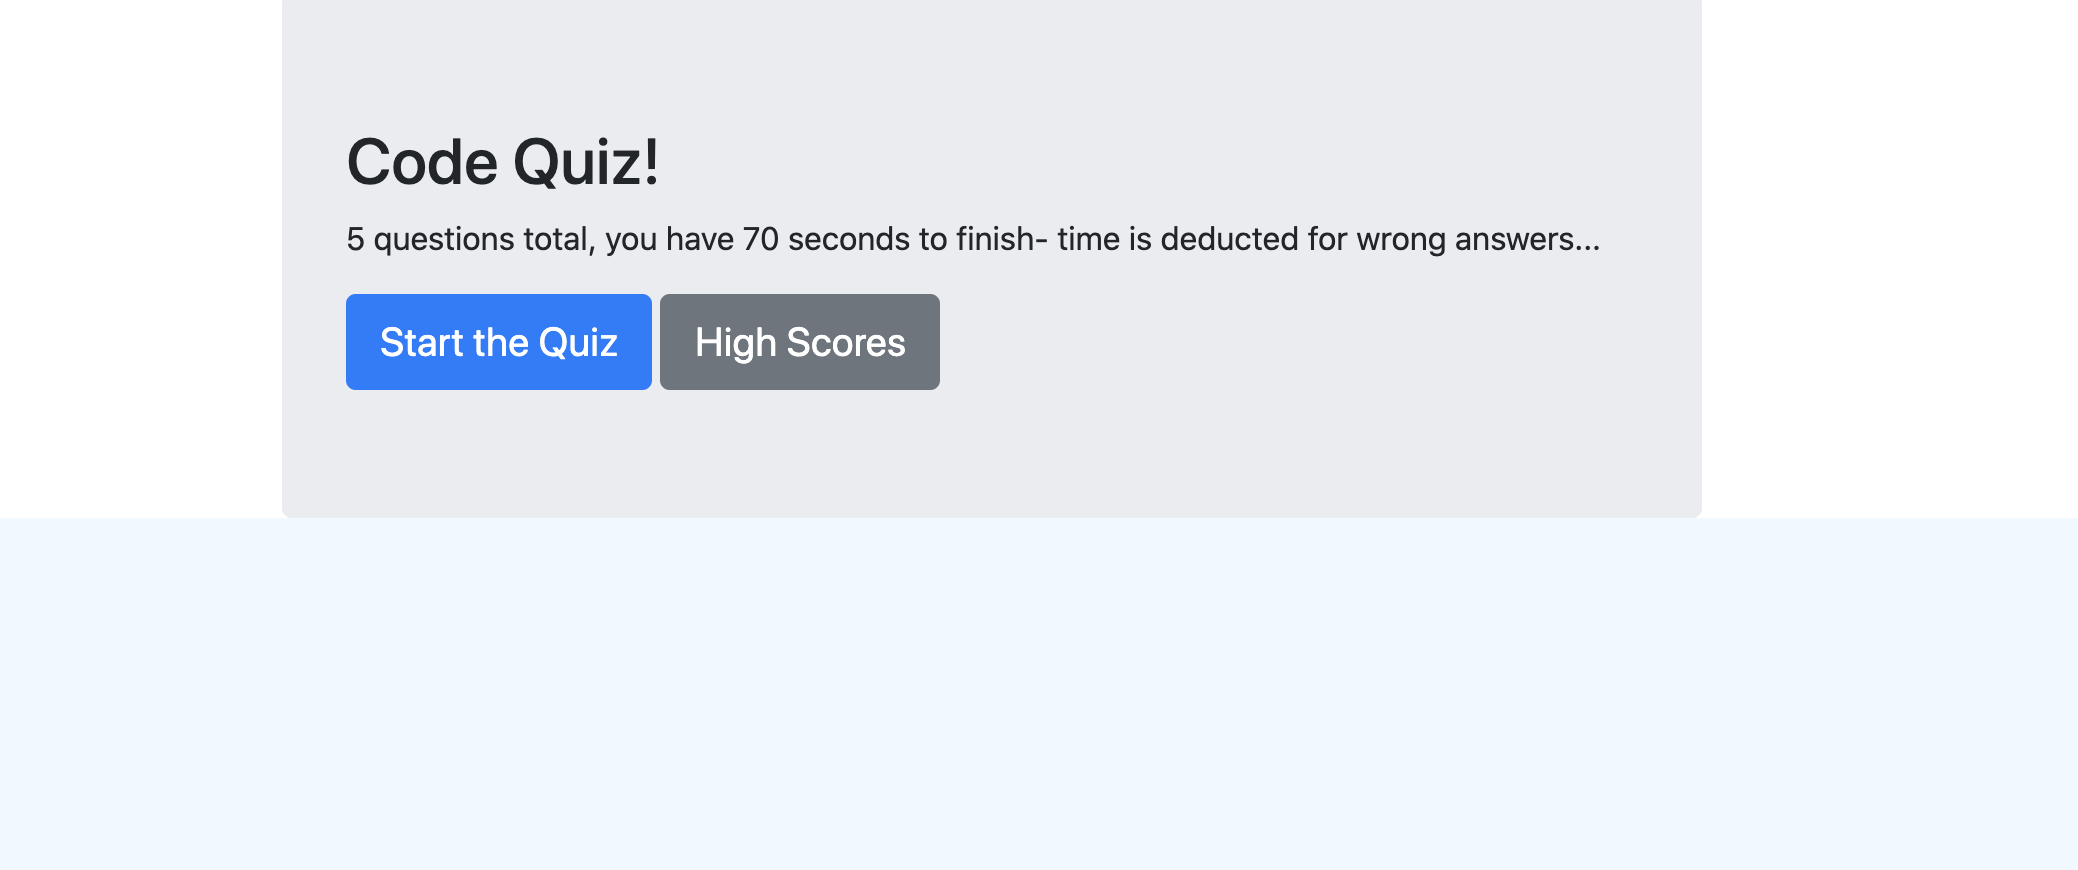 Code Quiz!
5 questions total, you have 70 seconds to finish- time is deducted for wrong answers...
Start the Quiz
High Scores